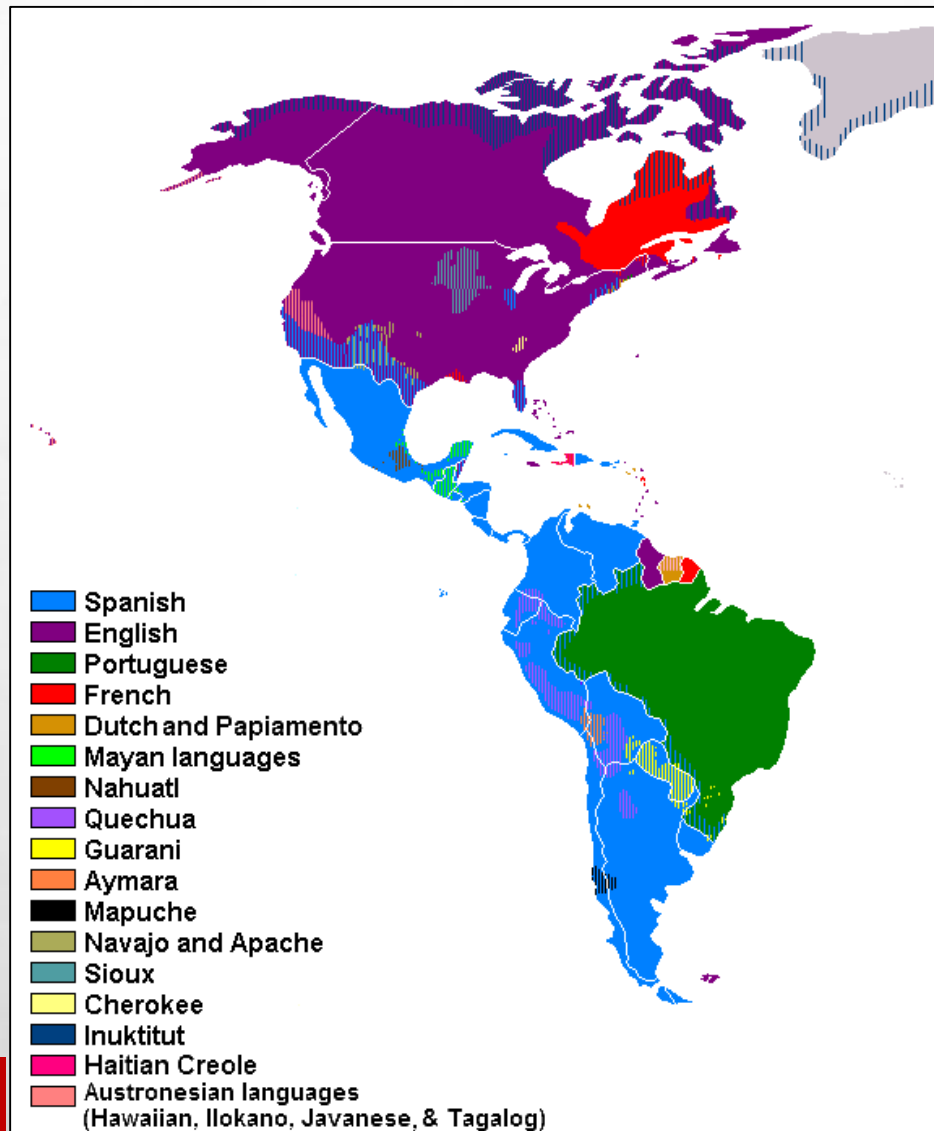 Spanish
English
Portuguese
French
Dutch and Papiamento
Mayan languages
Nahuatl
Quechua
Guarani
Aymara
Mapuche
Navajo and Apache
Sioux
Cherokee
Inuktitut
Haitian Creole
Austronesian languages
(Hawaiian, Ilokano, Javanese, & Tagalog)